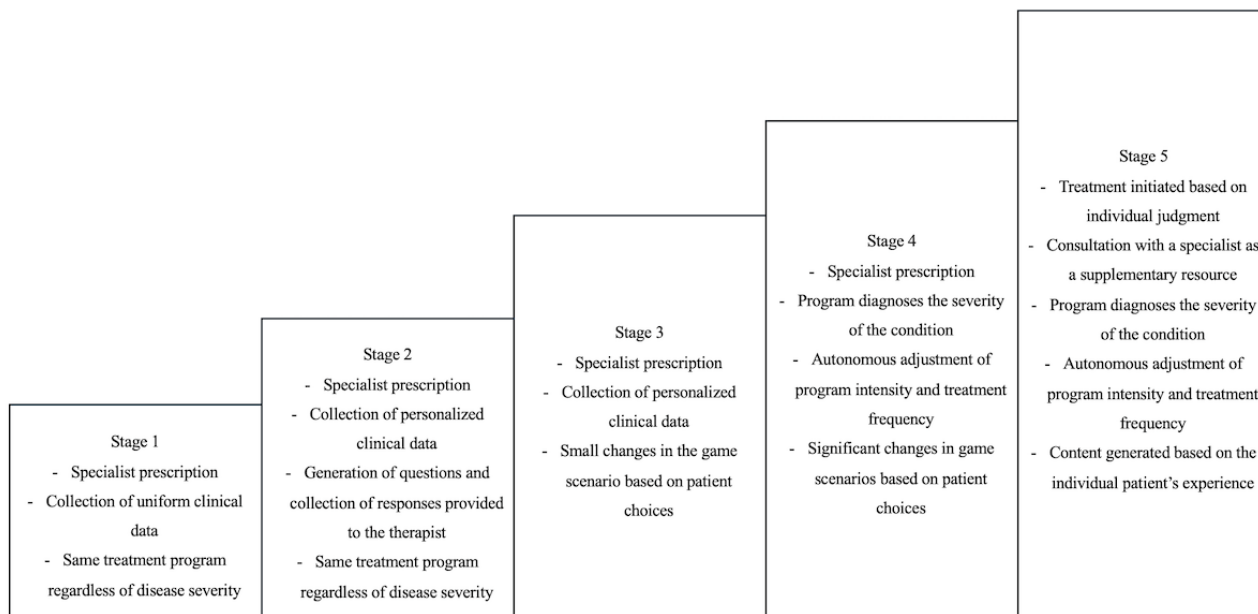 Stage 1
- Specialist prescription
- Collection of uniform clinical
data
- Same treatment program
regardless of disease severity
Stage 2
- Specialist prescription
- Collection of personalized
clinical data
- Generation of questions and
collection of responses provided
to the therapist
- Same treatment program
regardless of disease severity
Stage 3
- Specialist prescription
- Collection of personalized
clinical data
- Small changes in the game
scenario based on patient
choices
Stage 4
- Specialist prescription
- Program diagnoses the severity
of the condition
- Autonomous adjustment of
program intensity and treatment
frequency
- Significant changes in game
scenarios based on patient
choices
Stage 5
- Treatment initiated based on
individual judgment
- Consultation with a specialist as
a supplementary resource
- Program diagnoses the severity
of the condition
- Autonomous adjustment of
program intensity and treatment
frequency
- Content generated based on the
individual patient’s experience